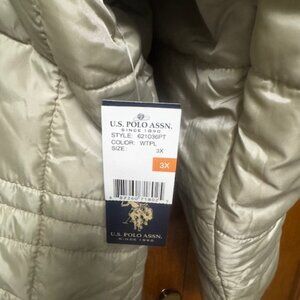 U.S. POLO ASSN.
SINCE 1890
STYLE: 621036PT
COLOR: WTPL
SIZE: 3X
3X
U.S. POLO ASSN.
SINCE 1890